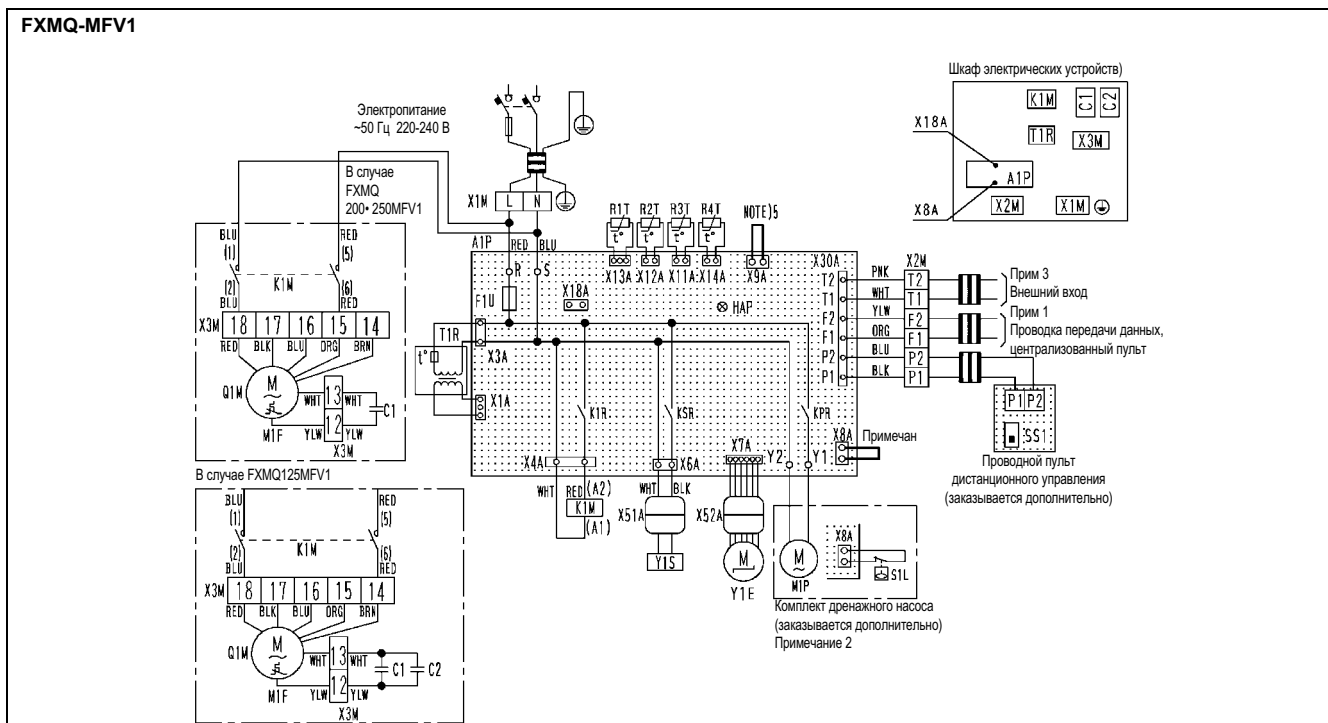 FXMQ-MFV1
Шкаф электрических устройств)
K1M
C1
C2
X18A
T1R
X3M
A1P
X8A
X2M
X1M
Электропитание
~50 Гц 220-240 В
В случае
FXMQ
200• 250MFV1
X1M L N
R1T R2T R3T R4T NOTE)5
t° t° t° t°
A1P RED BLU
X13A X12A X11A X14A X9A
X30A X2M
R S
F1U
X18A
HAP
T2 PNK T2
T1 WHT T1
F2 YLW F2
F1 ORG F1
P2 BLU P2
P1 BLK P1
Прим 3
Внешний вход
Прим 1
Проводка передачи данных,
централизованный пульт
P1 P2
SS1
Проводной пульт
дистанционного управления
(заказывается дополнительно)
BLU RED
(1) (5)
K1M
(2) (6)
BLU RED
X3M 18 17 16 15 14
RED BLK BLU ORG BRN
M
Q1M
WHT 13 WHT
C1
YLW 12 YLW
M1F
X3M
T1R
t°
X3A
X1A
K1R KSR KPR
X4A X6A X7A Y2 Y1
X8A Примечан
WHT RED (A2)
K1M
(A1)
WHT BLK
X51A
Y1S
X52A
M
Y1E
M
M1P
X8A
S1L
Комплект дренажного насоса
(заказывается дополнительно)
Примечание 2
В случае FXMQ125MFV1
BLU RED
(1) (5)
K1M
(2) (6)
BLU RED
X3M 18 17 16 15 14
RED BLK BLU ORG BRN
M
Q1M
WHT 13 WHT
C1 C2
YLW 12 YLW
M1F
X3M